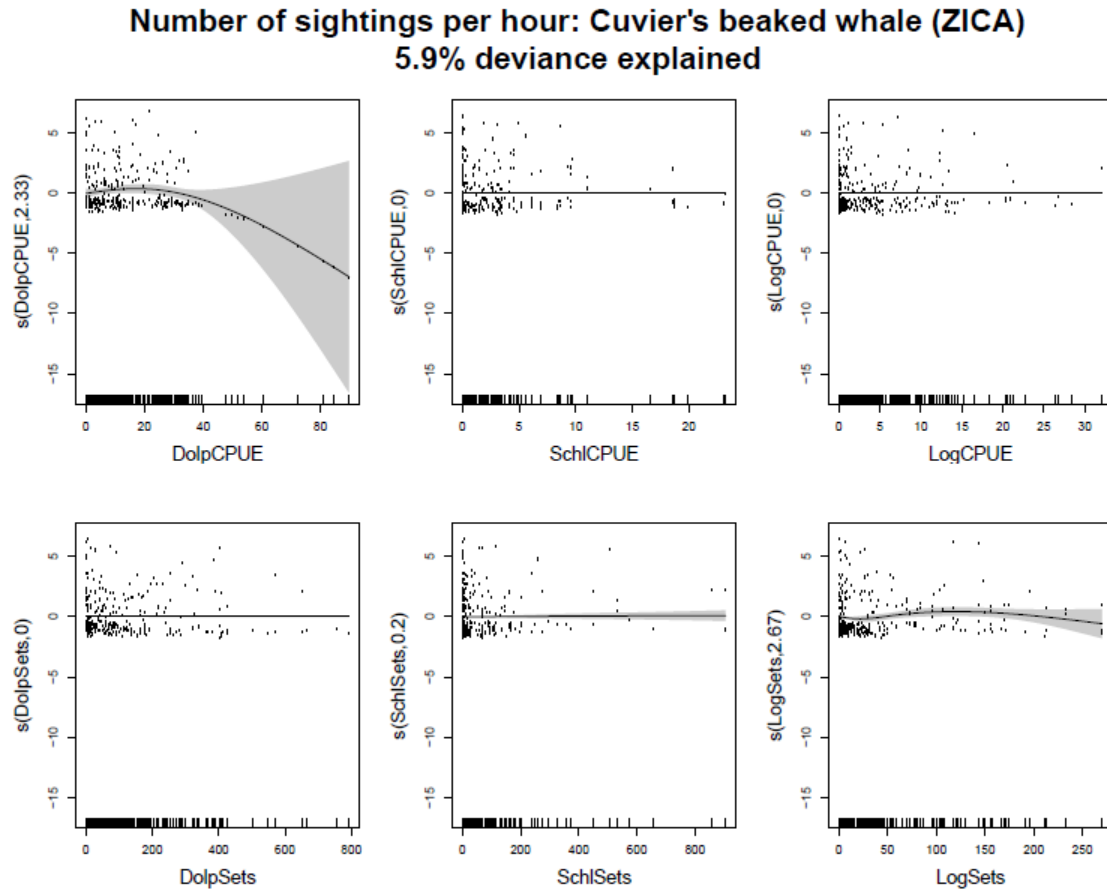 Number of sightings per hour: Cuvier's beaked whale (ZICA)
5.9% deviance explained
s(DolpCPUE,2.33)
5
0
−5
−10
−15
0 20 40 60 80
DolpCPUE
s(SchlCPUE,0)
5
0
−5
−10
−15
0 5 10 15 20
SchlCPUE
s(LogCPUE,0)
5
0
−5
−10
−15
0 5 10 15 20 25 30
LogCPUE
s(DolpSets,0)
5
0
−5
−10
−15
0 200 400 600 800
DolpSets
s(SchlSets,0.2)
5
0
−5
−10
−15
0 200 400 600 800
SchlSets
s(LogSets,2.67)
5
0
−5
−10
−15
0 50 100 150 200 250
LogSets